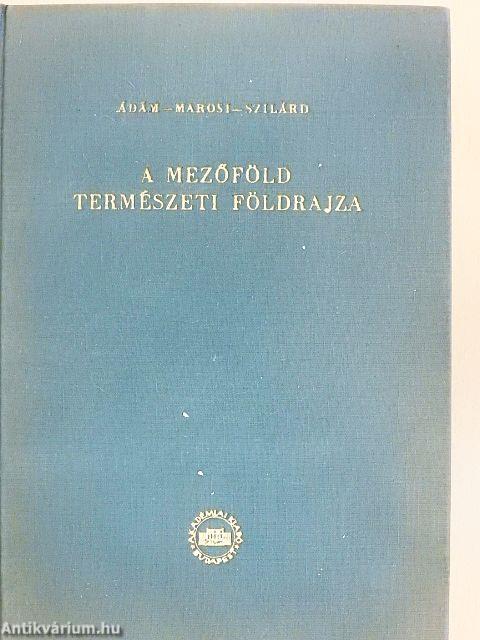 ÁDÁM–MAROSI–SZILÁRD
A MEZŐFÖLD
TERMÉSZETI FÖLDRAJZA
AKADÉMIAI KIADÓ
BUDAPEST
Antikvárium.hu